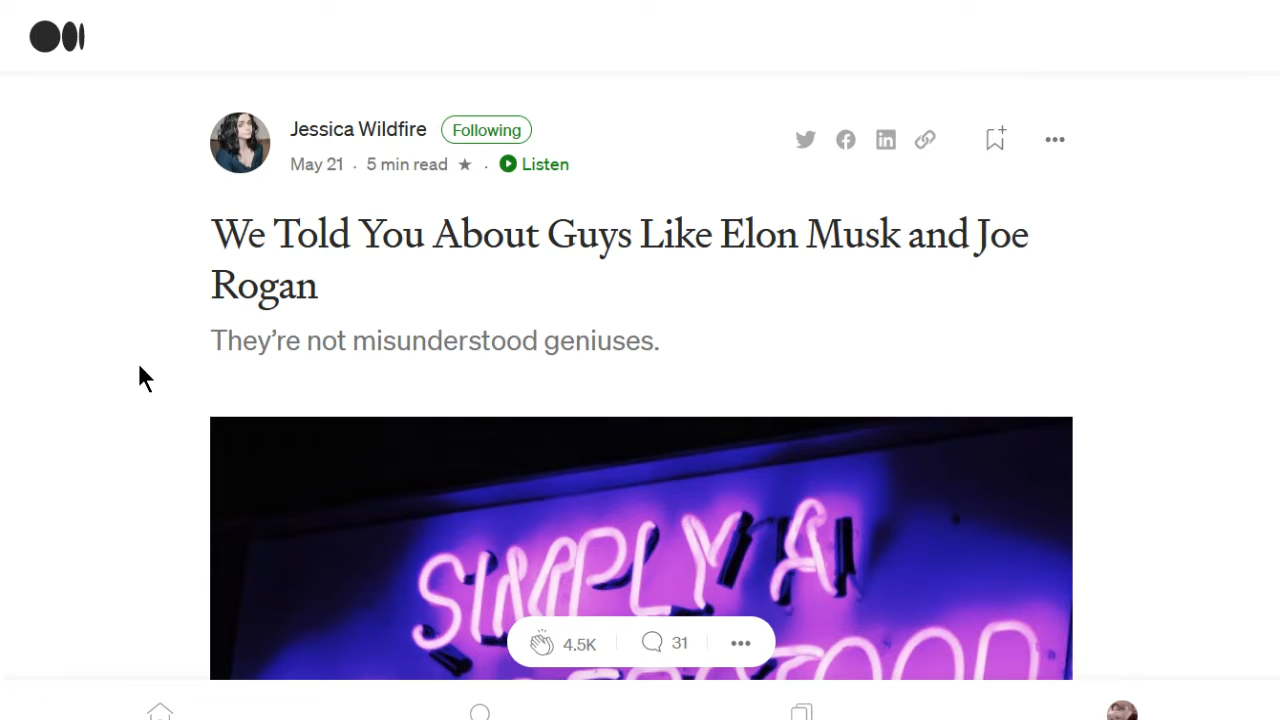 Jessica Wildfire Following
May 21 · 5 min read ★ · Listen
We Told You About Guys Like Elon Musk and Joe
Rogan
They’re not misunderstood geniuses.
SIMPLY A
4.5K 31